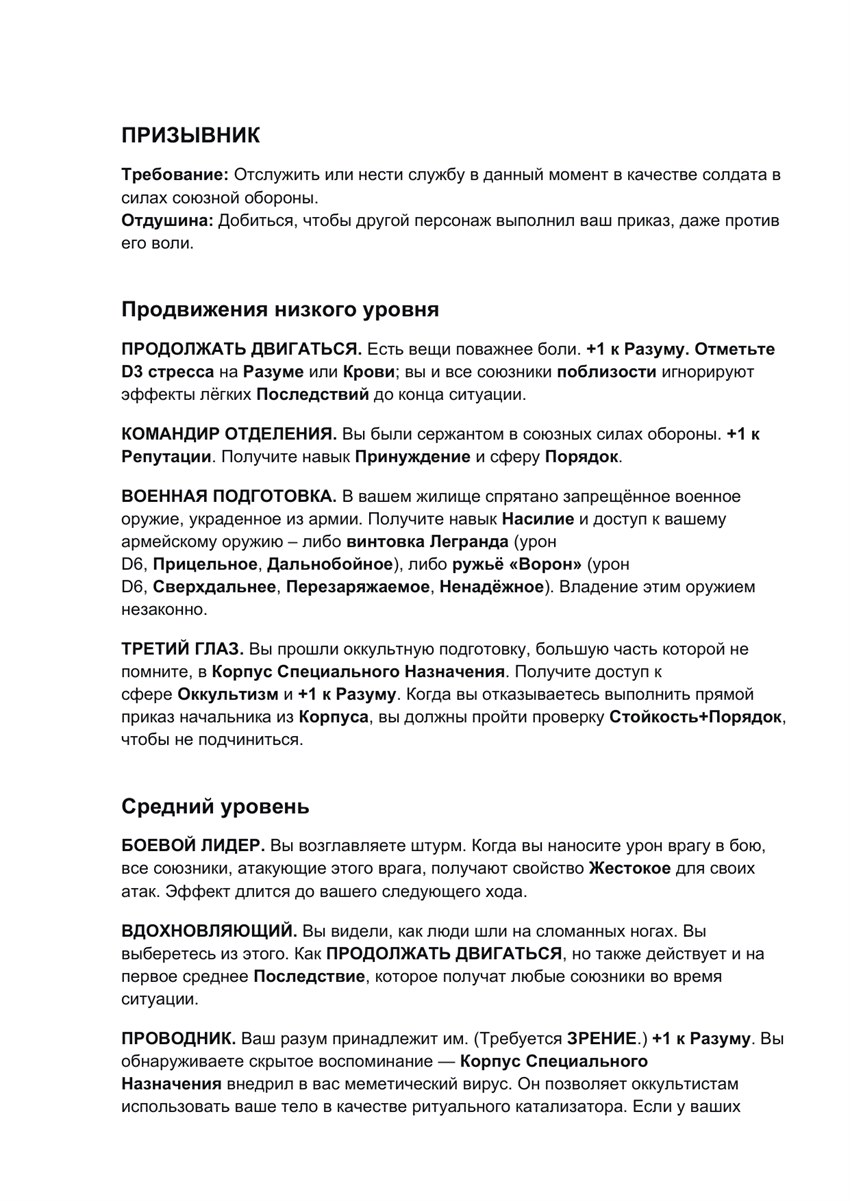 ПРИЗЫВНИК
Требование: Отслужить или нести службу в данный момент в качестве солдата в
силах союзной обороны.
Отдушина: Добиться, чтобы другой персонаж выполнил ваш приказ, даже против
его воли.
Продвижения низкого уровня
ПРОДОЛЖАТЬ ДВИГАТЬСЯ. Есть вещи поважнее боли. +1 к Разуму. Отметьте
D3 стресса на Разуме или Крови; вы и все союзники поблизости игнорируют
эффекты лёгких Последствий до конца ситуации.
КОМАНДИР ОТДЕЛЕНИЯ. Вы были сержантом в союзных силах обороны. +1 к
Репутации. Получите навык Принуждение и сферу Порядок.
ВОЕННАЯ ПОДГОТОВКА. В вашем жилище спрятано запрещённое военное
оружие, украденное из армии. Получите навык Насилие и доступ к вашему
армейскому оружию – либо винтовка Легранда (урон
D6, Прицельное, Дальнобойное), либо ружьё «Ворон» (урон
D6, Сверхдальнее, Перезаряжаемое, Ненадёжное). Владение этим оружием
незаконно.
ТРЕТИЙ ГЛАЗ. Вы прошли оккультную подготовку, большую часть которой не
помните, в Корпус Специального Назначения. Получите доступ к
сфере Оккультизм и +1 к Разуму. Когда вы отказываетесь выполнить прямой
приказ начальника из Корпуса, вы должны пройти проверку Стойкость+Порядок,
чтобы не подчиниться.
Средний уровень
БОЕВОЙ ЛИДЕР. Вы возглавляете штурм. Когда вы наносите урон врагу в бою,
все союзники, атакующие этого врага, получают свойство Жестокое для своих
атак. Эффект длится до вашего следующего хода.
ВДОХНОВЛЯЮЩИЙ. Вы видели, как люди шли на сломанных ногах. Вы
выберетесь из этого. Как ПРОДОЛЖАТЬ ДВИГАТЬСЯ, но также действует и на
первое среднее Последствие, которое получат любые союзники во время
ситуации.
ПРОВОДНИК. Ваш разум принадлежит им. (Требуется ЗРЕНИЕ.) +1 к Разуму. Вы
обнаруживаете скрытое воспоминание — Корпус Специального
Назначения внедрил в вас меметический вирус. Он позволяет оккультистам
использовать ваше тело в качестве ритуального катализатора. Если у ваших